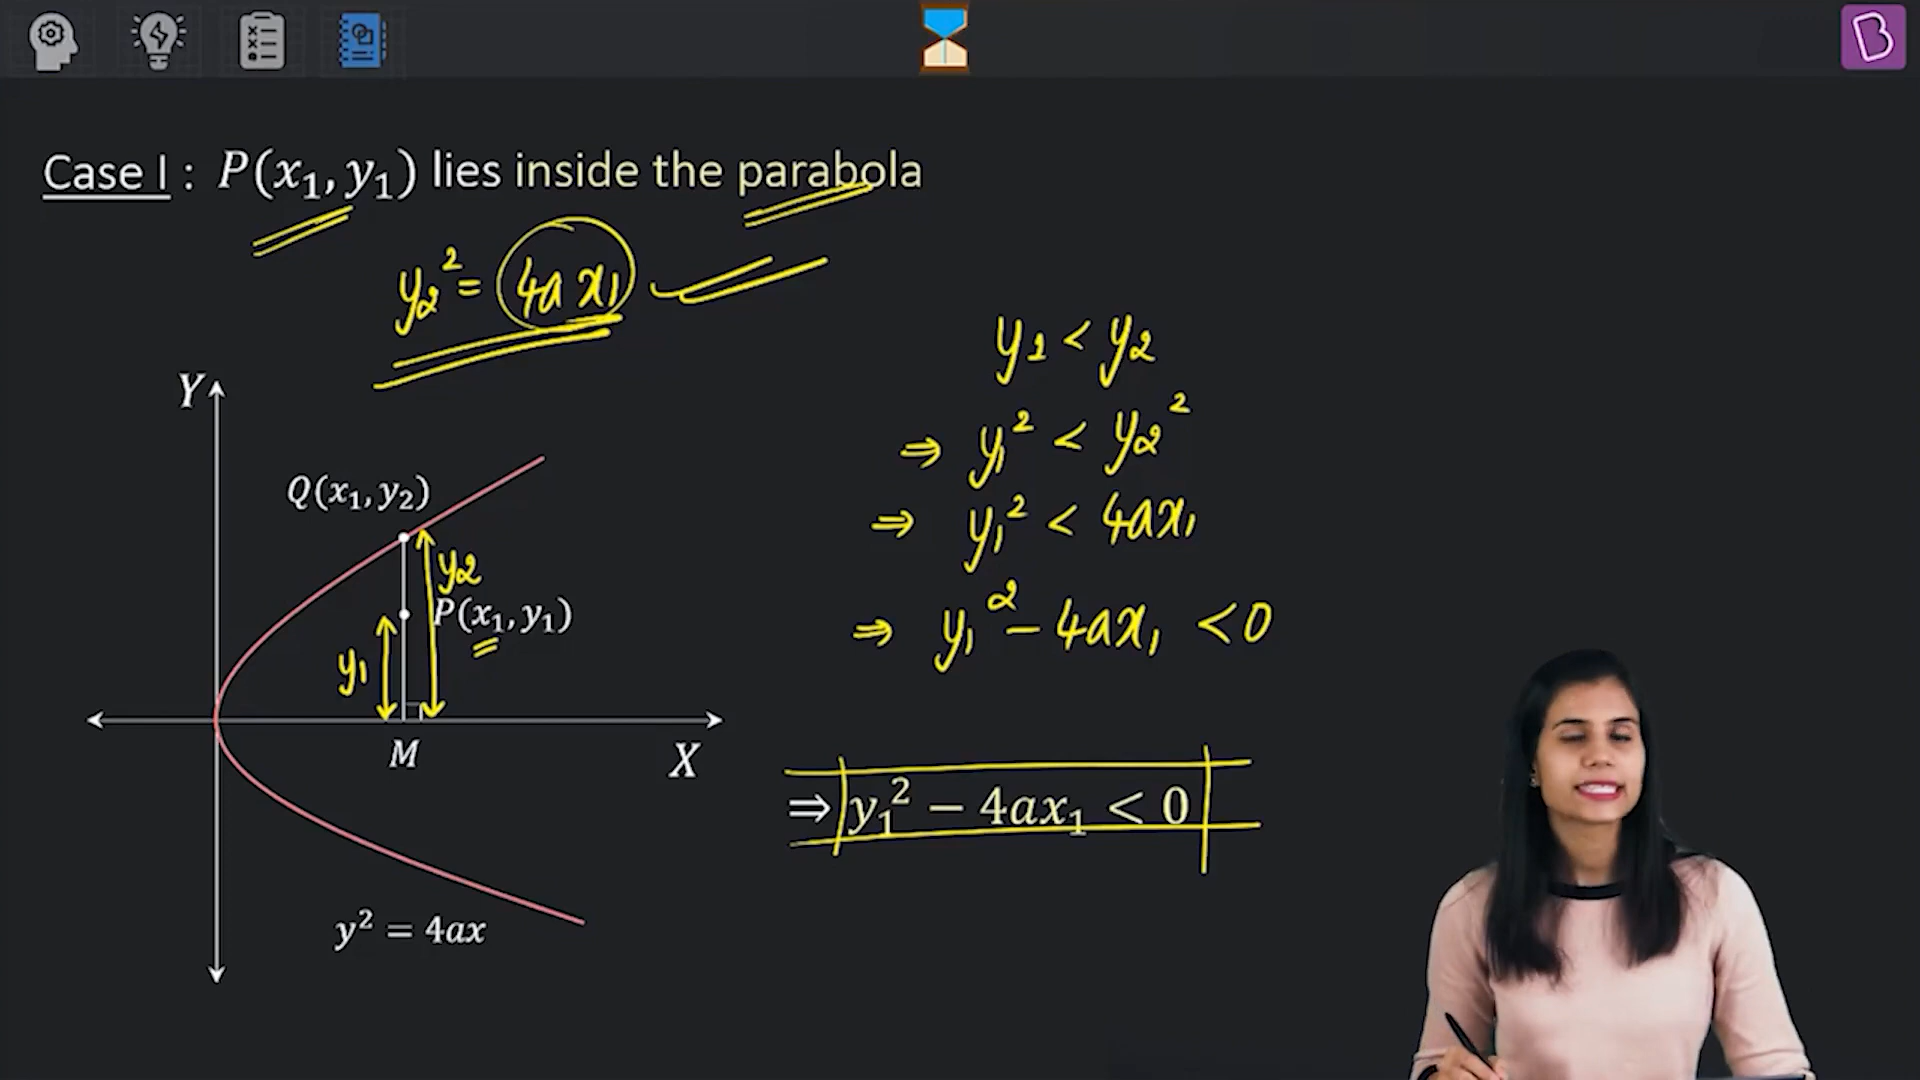 Case I : P(x₁, y₁) lies inside the parabola
y₂² = 4ax₁
y₁ < y₂
⇒ y₁² < y₂²
⇒ y₁² < 4ax₁
⇒ y₁² − 4ax₁ < 0
⇒ y₁² − 4ax₁ < 0
Y
Q(x₁, y₂)
y₂
P(x₁, y₁)
y₁
M
X
y² = 4ax
B